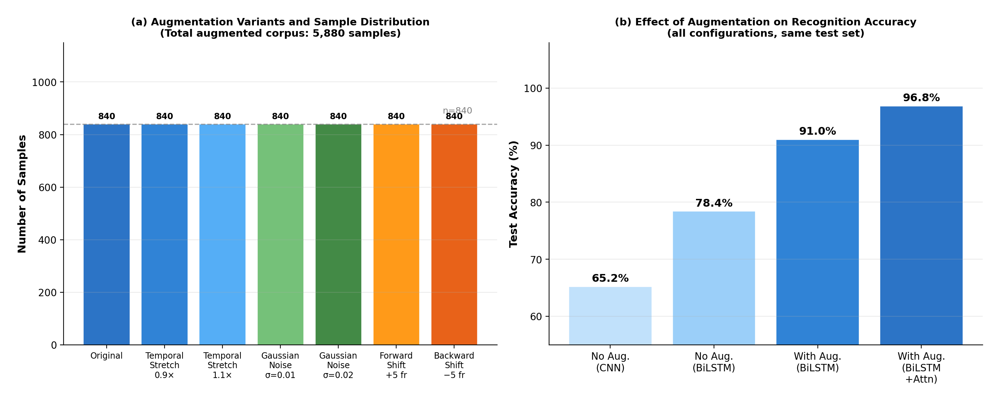 (a) Augmentation Variants and Sample Distribution
(Total augmented corpus: 5,880 samples)
Number of Samples
1000
800
600
400
200
0
n=840
840 840 840 840 840 840 840
Original
Temporal
Stretch
0.9×
Temporal
Stretch
1.1×
Gaussian
Noise
σ=0.01
Gaussian
Noise
σ=0.02
Forward
Shift
+5 fr
Backward
Shift
−5 fr
(b) Effect of Augmentation on Recognition Accuracy
(all configurations, same test set)
Test Accuracy (%)
100
90
80
70
60
65.2%
78.4%
91.0%
96.8%
No Aug.
(CNN)
No Aug.
(BiLSTM)
With Aug.
(BiLSTM)
With Aug.
(BiLSTM
+Attn)